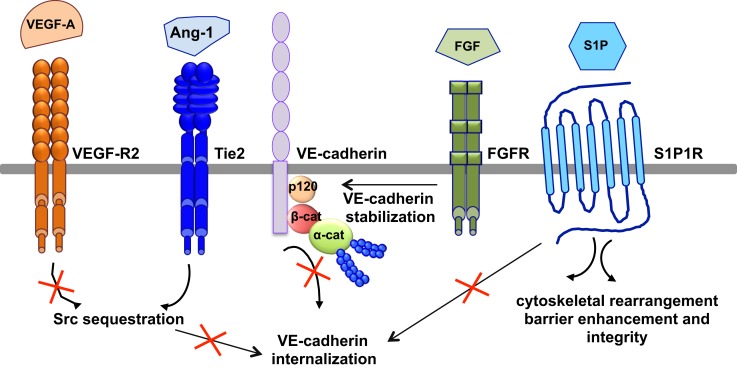 VEGF-A
Ang-1
FGF
S1P
VEGF-R2
Tie2
VE-cadherin
FGFR
S1P1R
p120
β-cat
α-cat
VE-cadherin
stabilization
Src sequestration
VE-cadherin
internalization
cytoskeletal rearrangement
barrier enhancement and
integrity